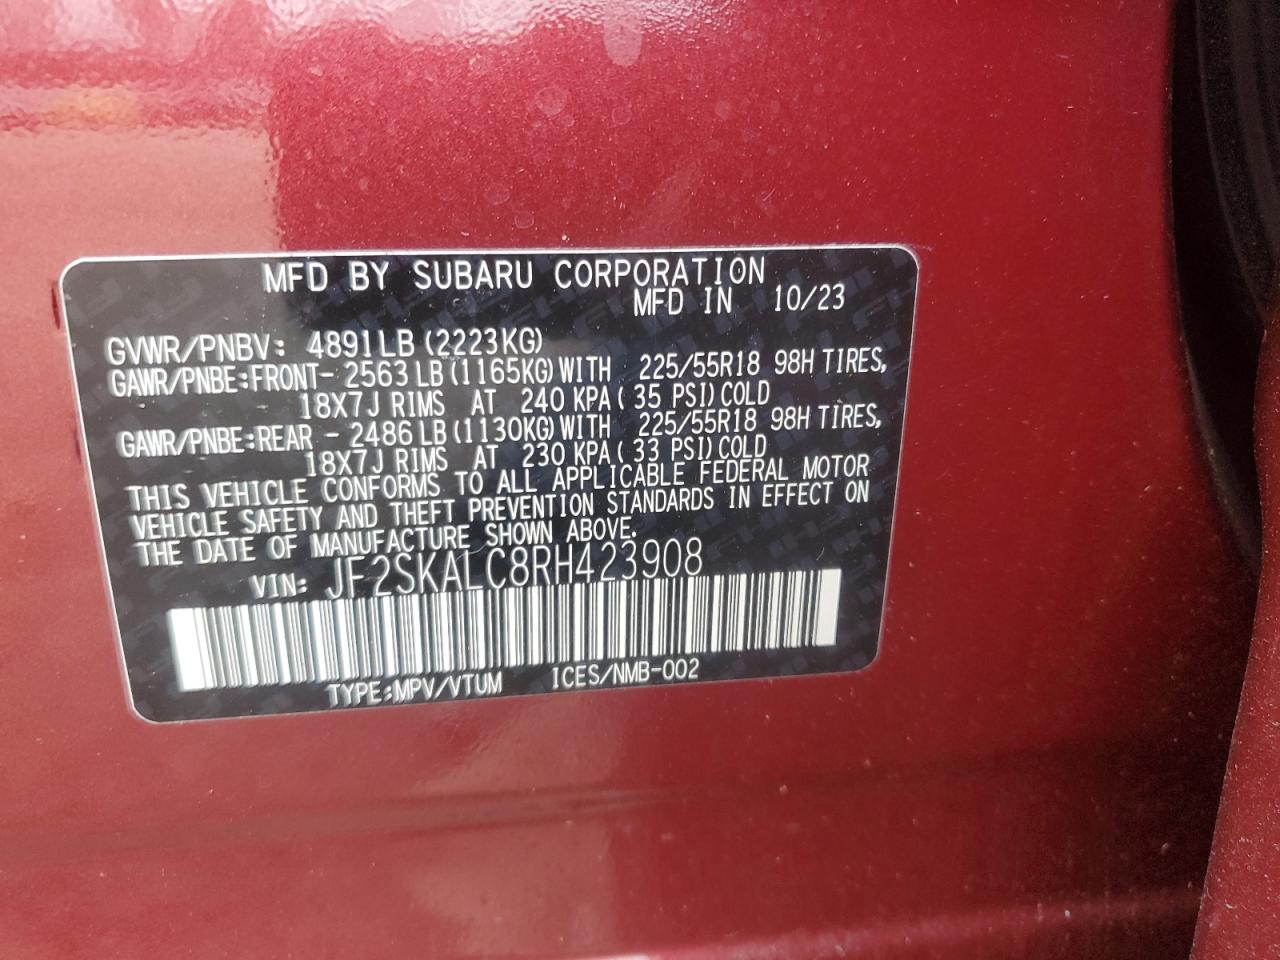 MFD BY SUBARU CORPORATION
MFD IN 10/23
GVWR/PNBV: 4891LB (2223KG)
GAWR/PNBE:FRONT- 2563 LB (1165KG) WITH 225/55R18 98H TIRES,
18X7J RIMS AT 240 KPA( 35 PSI) COLD
GAWR/PNBE:REAR - 2486 LB (1130KG) WITH 225/55R18 98H TIRES,
18X7J RIMS AT 230 KPA( 33 PSI) COLD
THIS VEHICLE CONFORMS TO ALL APPLICABLE FEDERAL MOTOR
VEHICLE SAFETY AND THEFT PREVENTION STANDARDS IN EFFECT ON
THE DATE OF MANUFACTURE SHOWN ABOVE.
VIN: JF2SKALC8RH423908
TYPE:MPV/VTUM ICES/NMB-002